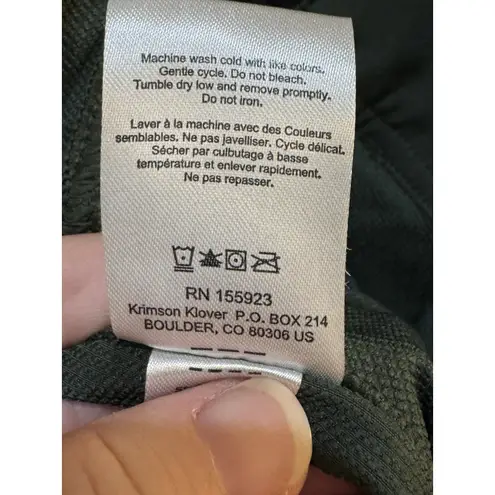 Machine wash cold with like colors.
Gentle cycle. Do not bleach.
Tumble dry low and remove promptly.
Do not iron.
Laver à la machine avec des Couleurs
semblables. Ne pas javelliser. Cycle délicat.
Sécher par culbutage à basse
température et enlever rapidement.
Ne pas repasser.
RN 155923
Krimson Klover P.O. BOX 214
BOULDER, CO 80306 US